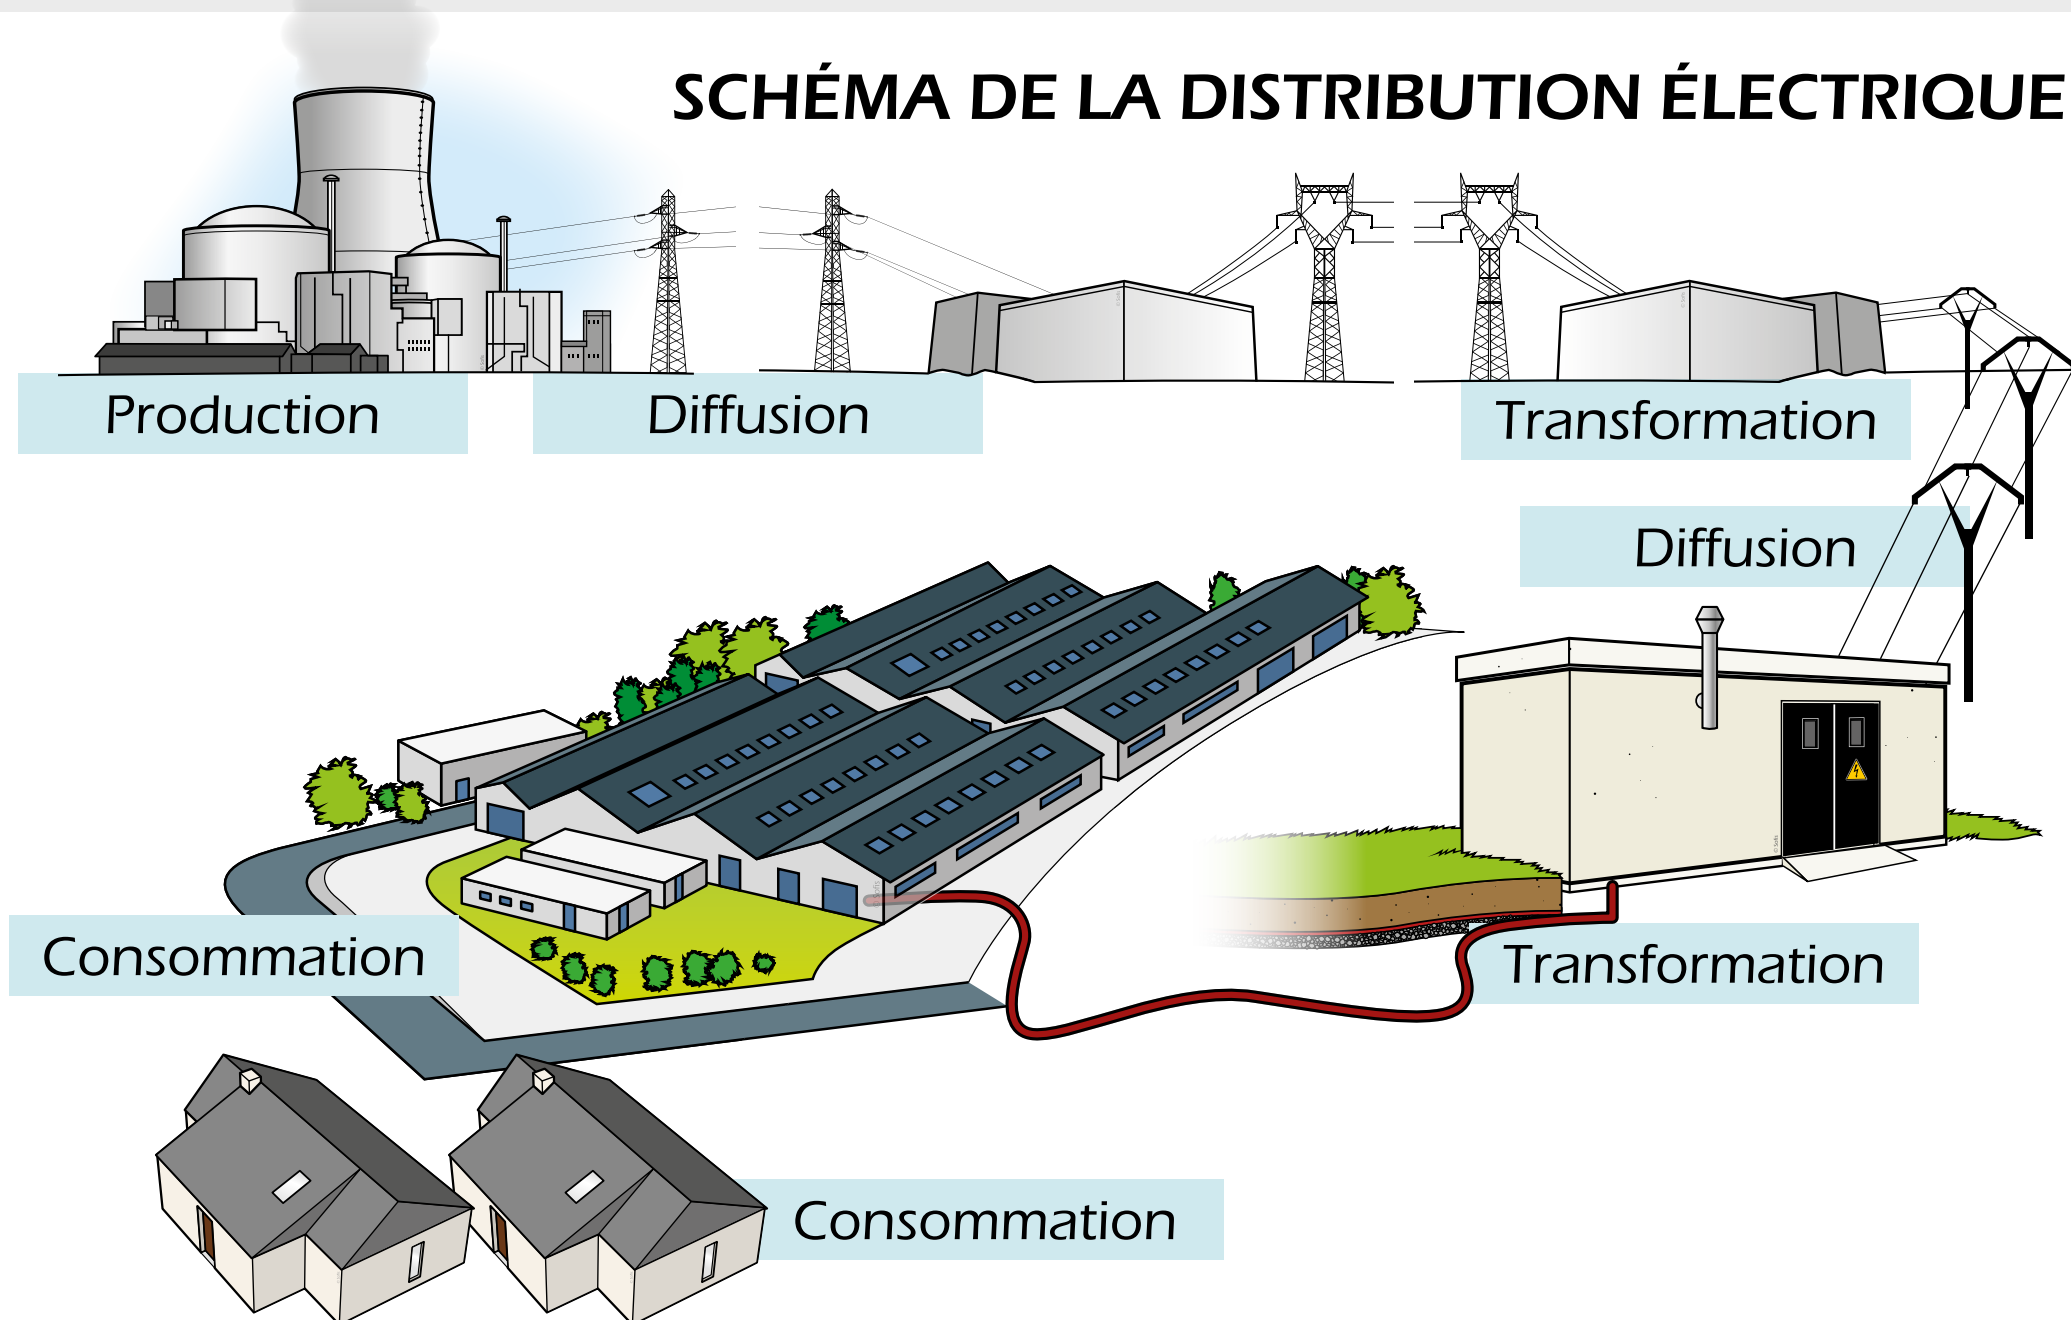 SCHÉMA DE LA DISTRIBUTION ÉLECTRIQUE
Production
Diffusion
Transformation
Diffusion
Consommation
Transformation
Consommation